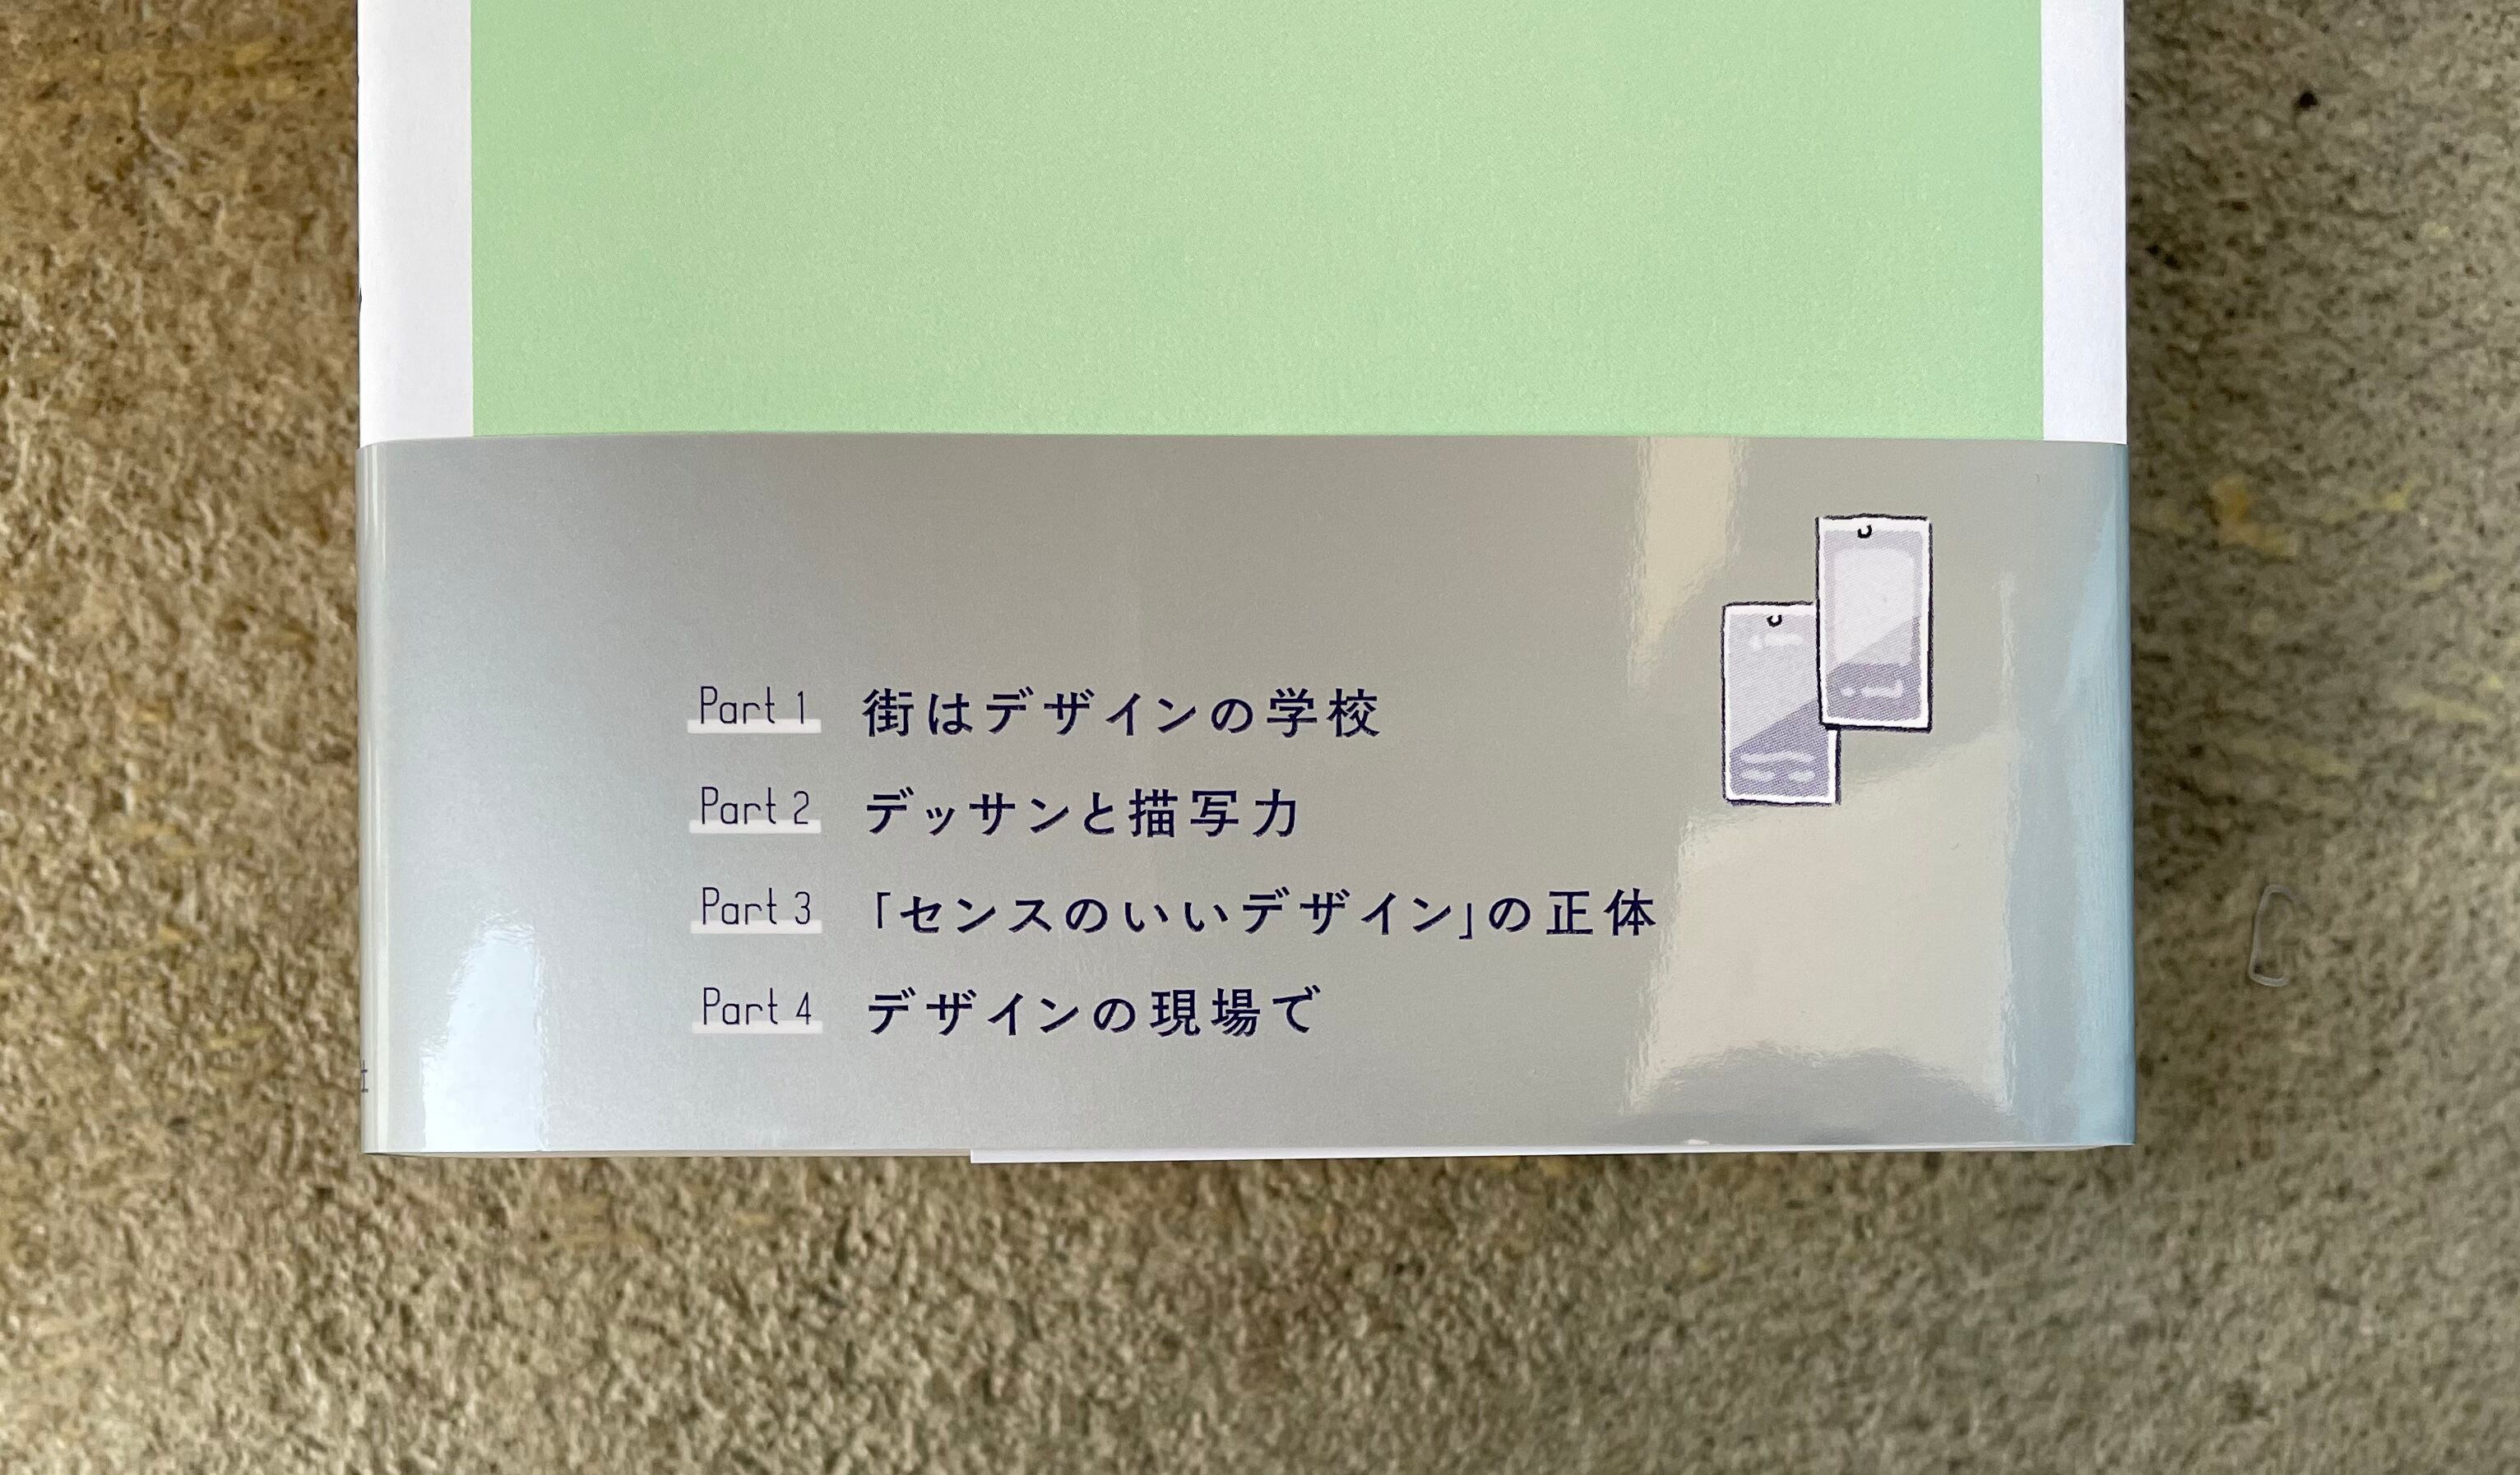 Part 1 街はデザインの学校
Part 2 デッサンと描写力
Part 3 「センスのいいデザイン」の正体
Part 4 デザインの現場で